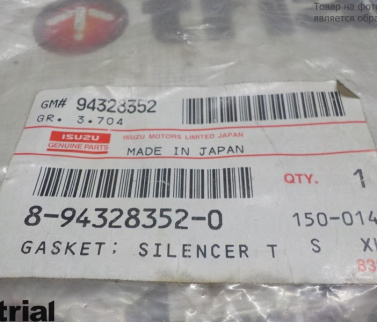 Товар на фот
является обра
GM# 94328352
GR. 3.704
ISUZU
GENUINE PARTS
ISUZU MOTORS LIMITED JAPAN
MADE IN JAPAN
QTY. 1
8-94328352-0
150-014
GASKET; SILENCER T S
trial